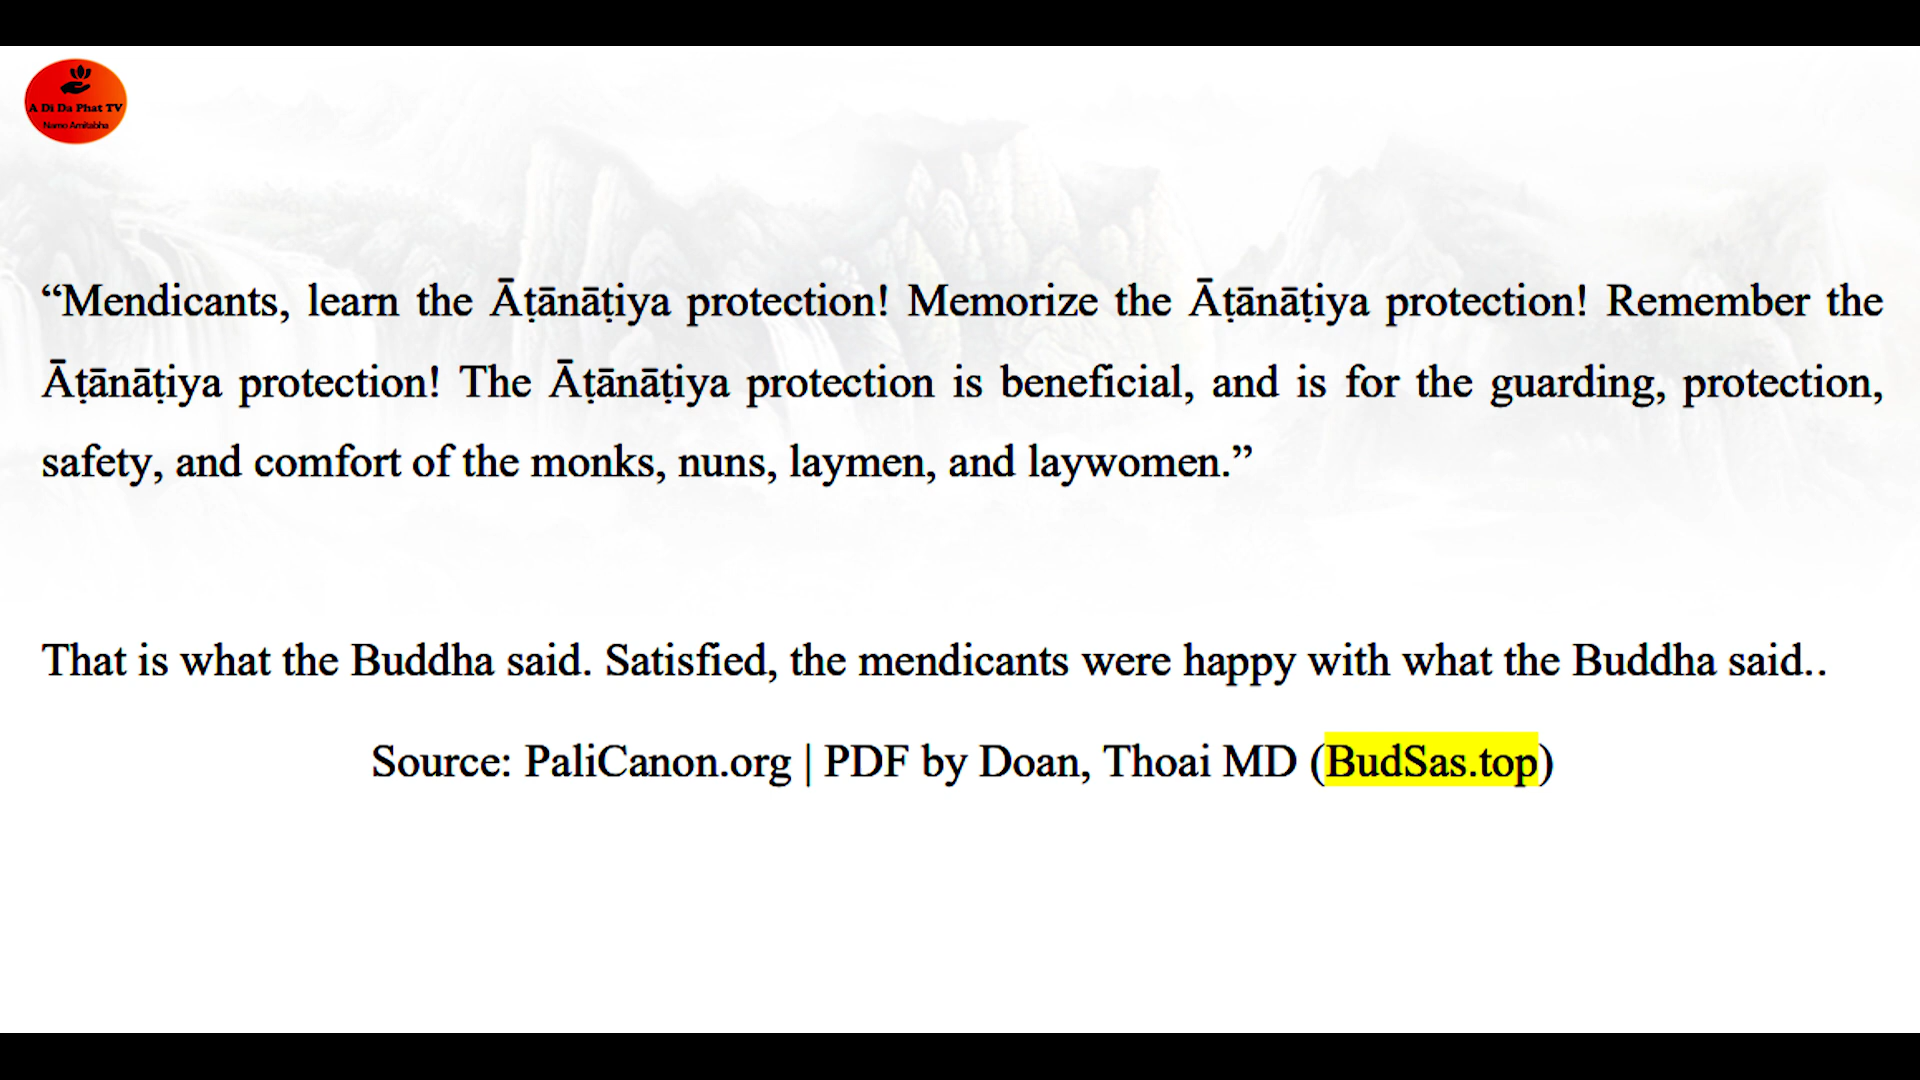 A Di Da Phat TV
Namo Amitabha
“Mendicants, learn the Āṭānāṭiya protection! Memorize the Āṭānāṭiya protection! Remember the
Āṭānāṭiya protection! The Āṭānāṭiya protection is beneficial, and is for the guarding, protection,
safety, and comfort of the monks, nuns, laymen, and laywomen.”
That is what the Buddha said. Satisfied, the mendicants were happy with what the Buddha said..
Source: PaliCanon.org | PDF by Doan, Thoai MD (BudSas.top)